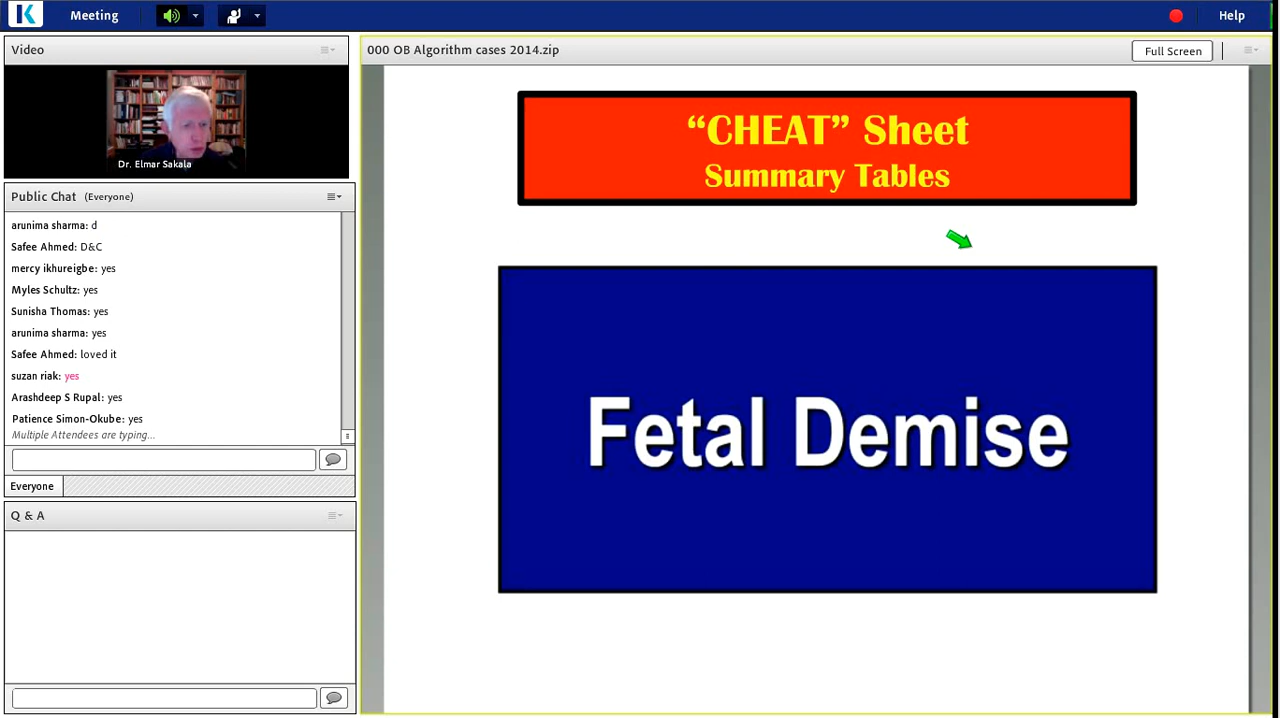 K Meeting Help
Video
Dr. Elmar Sakala
Public Chat (Everyone)
arunima sharma: d
Safee Ahmed: D&C
mercy ikhureigbe: yes
Myles Schultz: yes
Sunisha Thomas: yes
arunima sharma: yes
Safee Ahmed: loved it
suzan riak: yes
Arashdeep S Rupal: yes
Patience Simon-Okube: yes
Multiple Attendees are typing...
Everyone
Q & A
000 OB Algorithm cases 2014.zip
Full Screen
“CHEAT” Sheet
Summary Tables
Fetal Demise